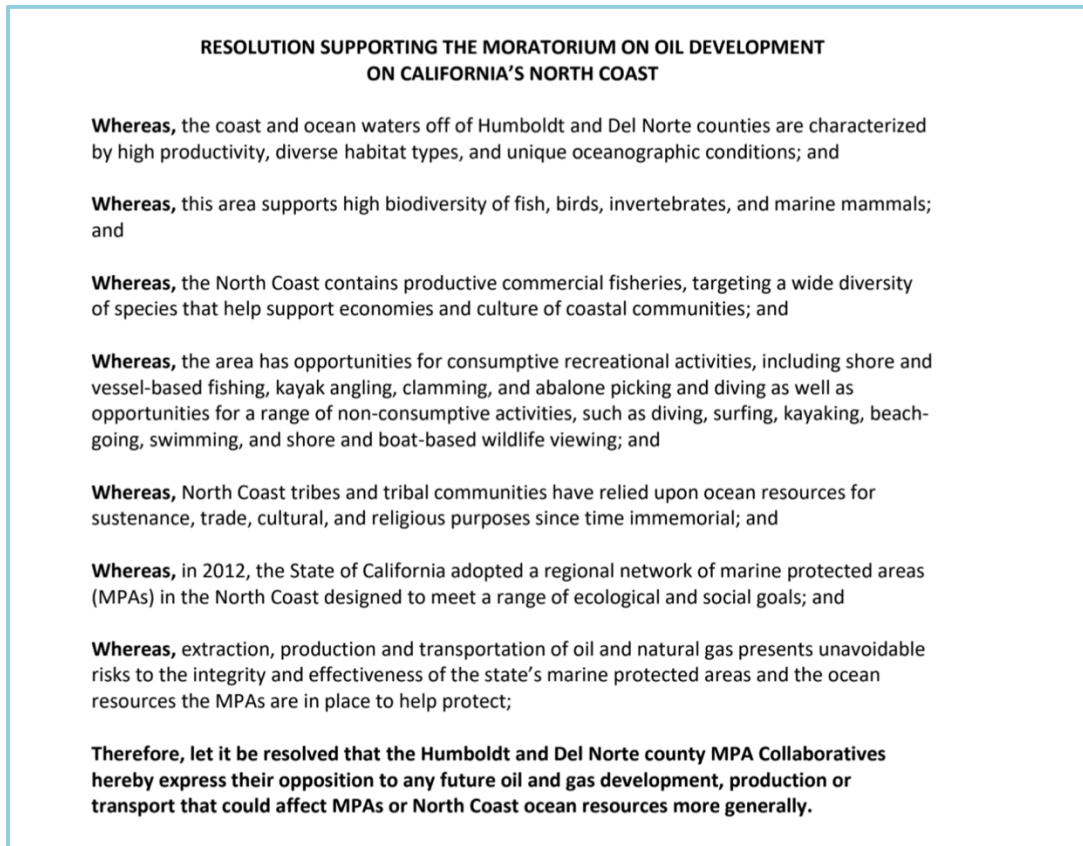 RESOLUTION SUPPORTING THE MORATORIUM ON OIL DEVELOPMENT
ON CALIFORNIA’S NORTH COAST
Whereas, the coast and ocean waters off of Humboldt and Del Norte counties are characterized
by high productivity, diverse habitat types, and unique oceanographic conditions; and
Whereas, this area supports high biodiversity of fish, birds, invertebrates, and marine mammals;
and
Whereas, the North Coast contains productive commercial fisheries, targeting a wide diversity
of species that help support economies and culture of coastal communities; and
Whereas, the area has opportunities for consumptive recreational activities, including shore and
vessel-based fishing, kayak angling, clamming, and abalone picking and diving as well as
opportunities for a range of non-consumptive activities, such as diving, surfing, kayaking, beach-
going, swimming, and shore and boat-based wildlife viewing; and
Whereas, North Coast tribes and tribal communities have relied upon ocean resources for
sustenance, trade, cultural, and religious purposes since time immemorial; and
Whereas, in 2012, the State of California adopted a regional network of marine protected areas
(MPAs) in the North Coast designed to meet a range of ecological and social goals; and
Whereas, extraction, production and transportation of oil and natural gas presents unavoidable
risks to the integrity and effectiveness of the state’s marine protected areas and the ocean
resources the MPAs are in place to help protect;
Therefore, let it be resolved that the Humboldt and Del Norte county MPA Collaboratives
hereby express their opposition to any future oil and gas development, production or
transport that could affect MPAs or North Coast ocean resources more generally.